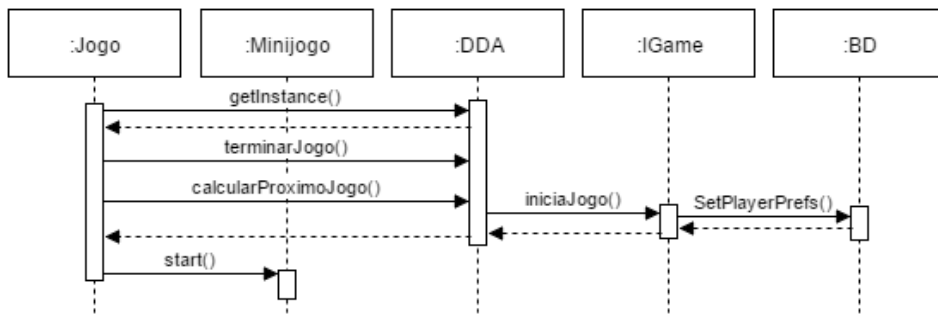 :Jogo
:Minijogo
:DDA
:IGame
:BD
getInstance()
terminarJogo()
calcularProximoJogo()
iniciaJogo()
SetPlayerPrefs()
start()